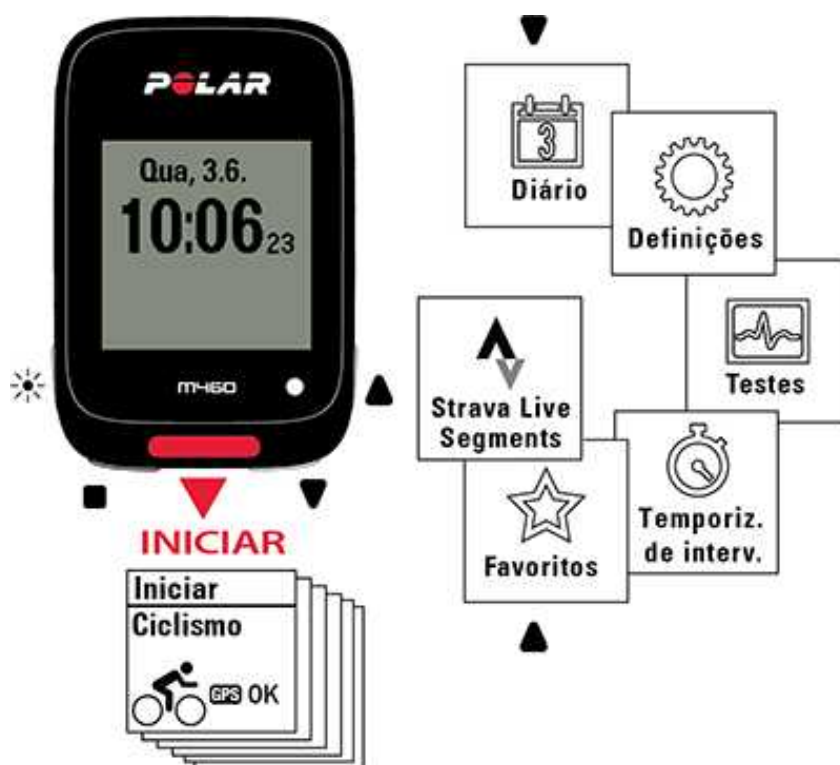 POLAR
Qua, 3.6.
10:06 23
M460
INICIAR
Iniciar
Ciclismo
GPS OK
3
Diário
Definições
Testes
Strava Live
Segments
Temporiz.
de interv.
Favoritos